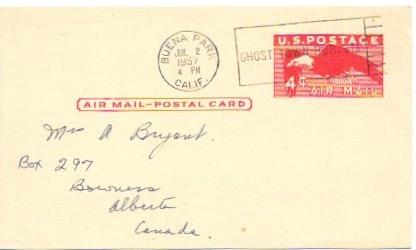 BUENA PARK
JUL 2
1957
4 PM
CALIF.
GHOST TOWN
U.S. POSTAGE
4¢
AIR MAIL
AIR MAIL-POSTAL CARD
Mrs A Bryant.
Box 297
Bowness
Alberta
Canada.